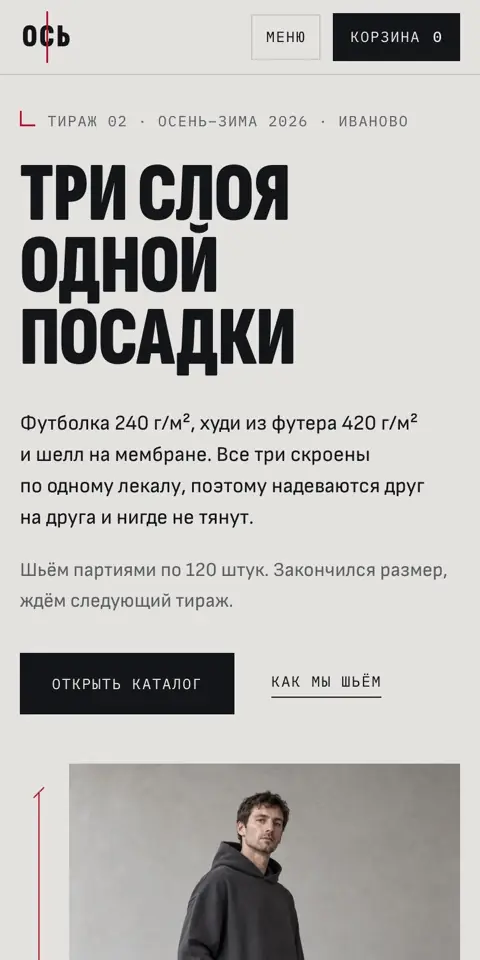 ОСЬ
МЕНЮ
КОРЗИНА 0
ТИРАЖ 02 · ОСЕНЬ–ЗИМА 2026 · ИВАНОВО
ТРИ СЛОЯ
ОДНОЙ
ПОСАДКИ
Футболка 240 г/м², худи из футера 420 г/м²
и шелл на мембране. Все три скроены
по одному лекалу, поэтому надеваются друг
на друга и нигде не тянут.
Шьём партиями по 120 штук. Закончился размер,
ждём следующий тираж.
ОТКРЫТЬ КАТАЛОГ
КАК МЫ ШЬЁМ